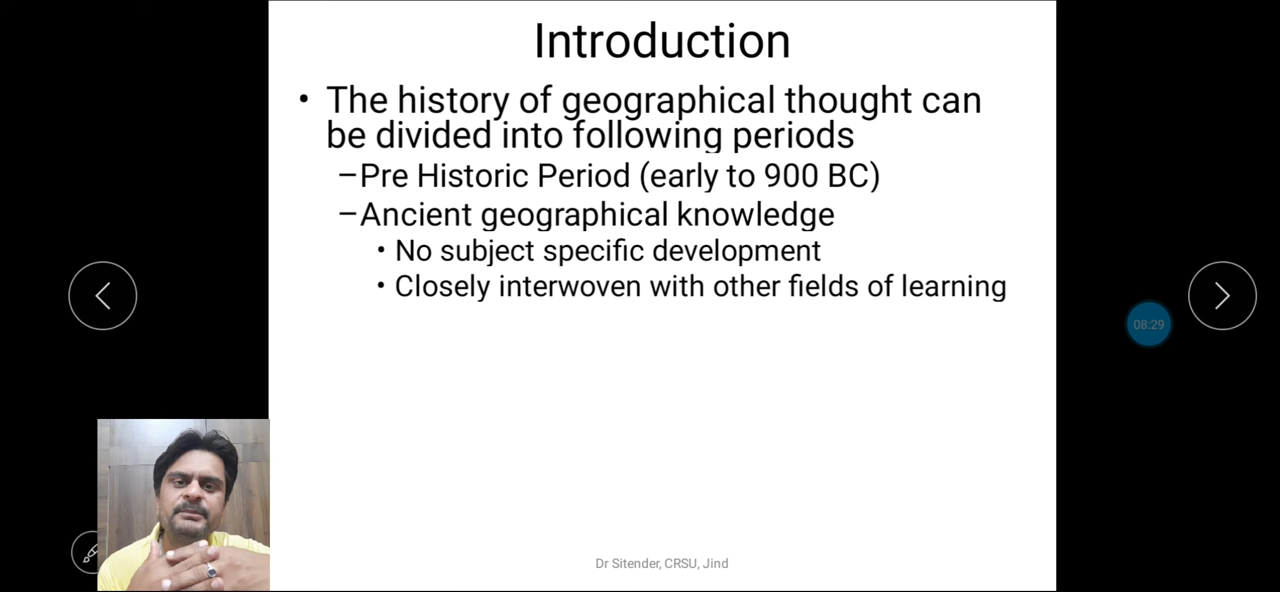 Introduction
• The history of geographical thought can
be divided into following periods
–Pre Historic Period (early to 900 BC)
–Ancient geographical knowledge
• No subject specific development
• Closely interwoven with other fields of learning
08:29
Dr Sitender, CRSU, Jind